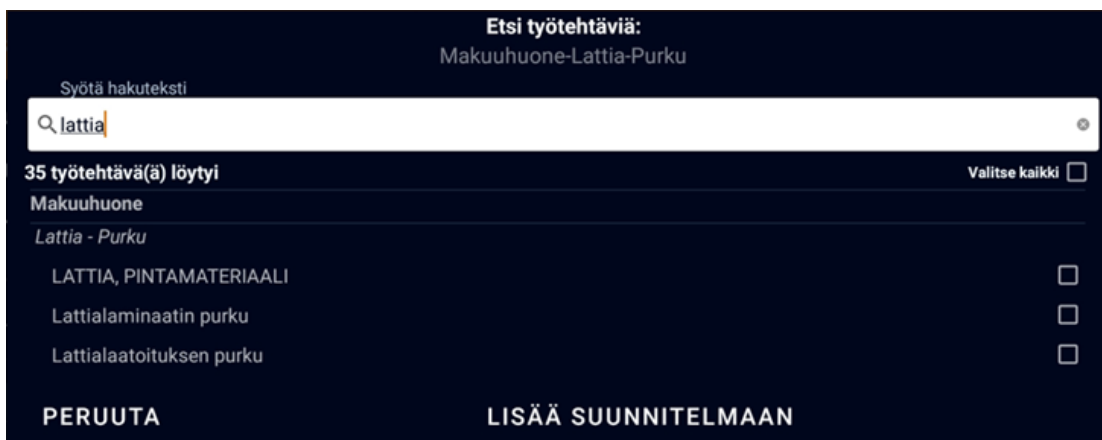 Etsi työtehtäviä:
Makuuhuone-Lattia-Purku
Syötä hakuteksti
lattia
35 työtehtävä(ä) löytyi Valitse kaikki
Makuuhuone
Lattia - Purku
LATTIA, PINTAMATERIAALI
Lattialaminaatin purku
Lattialaatoituksen purku
PERUUTA LISÄÄ SUUNNITELMAAN